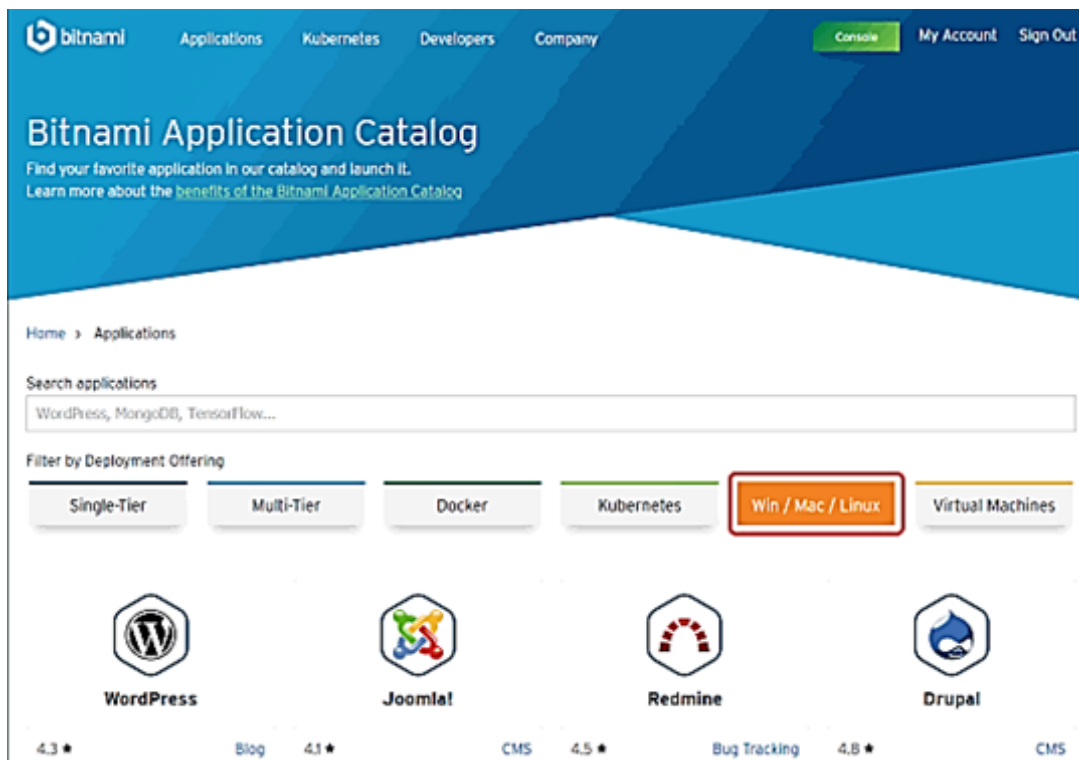 bitnami Applications Kubernetes Developers Company Console My Account Sign Out
Bitnami Application Catalog
Find your favorite application in our catalog and launch it.
Learn more about the benefits of the Bitnami Application Catalog
Home > Applications
Search applications
WordPress, MongoDB, TensorFlow...
Filter by Deployment Offering
Single-Tier Multi-Tier Docker Kubernetes Win / Mac / Linux Virtual Machines
WordPress Joomla! Redmine Drupal
4.3 ★ Blog 4.1 ★ CMS 4.5 ★ Bug Tracking 4.8 ★ CMS